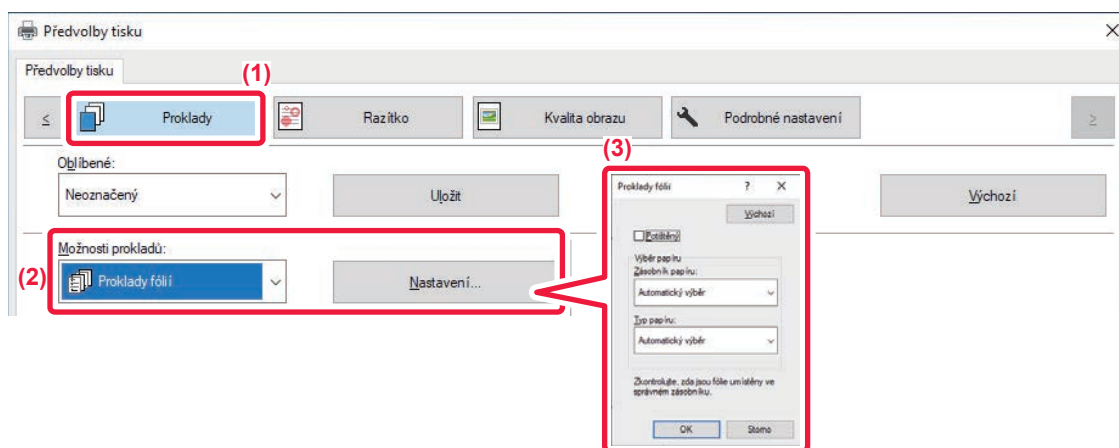 Předvolby tisku
Předvolby tisku
(1)
≤ Proklady Razítko Kvalita obrazu Podrobné nastavení ≥
(3)
Oblíbené:
Neoznačený Uložit Výchozí
Možnosti prokladů:
(2) Proklady fólií Nastavení...
Proklady fólií ? X
Výchozí
Potištěný
Výběr papíru
Zásobník papíru:
Automatický výběr
Typ papíru:
Automatický výběr
Zkontrolujte, zda jsou fólie umístěny ve
správném zásobníku.
OK Storno